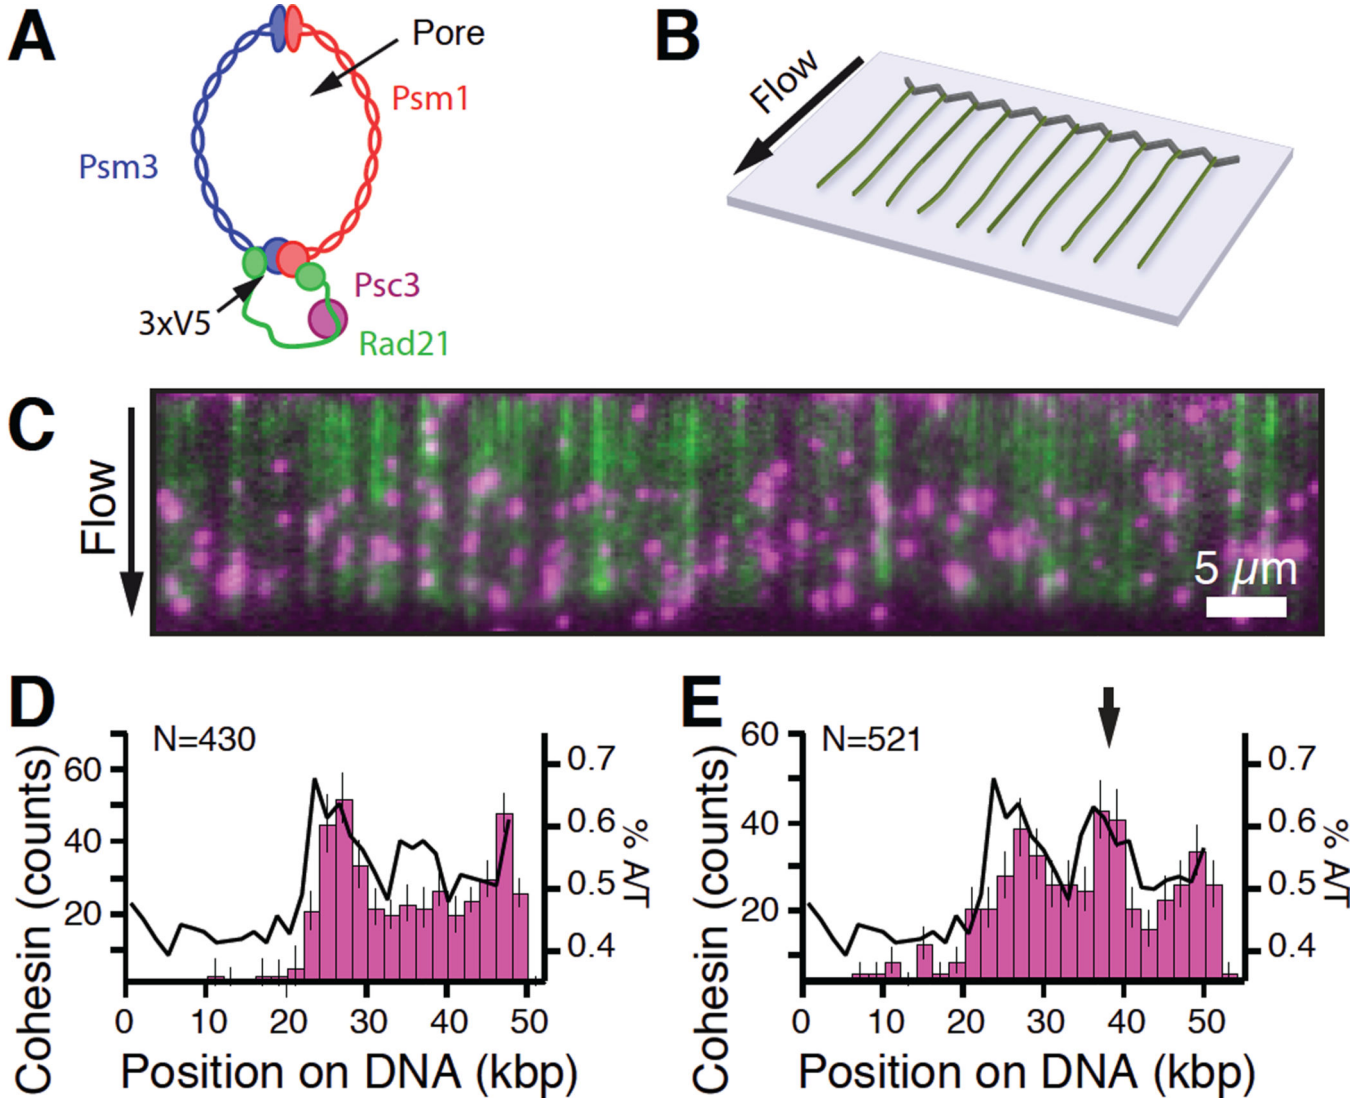 A
Pore
Psm1
Psm3
Psc3
3xV5
Rad21
B
Flow
C
Flow
5 µm
D
N=430
Cohesin (counts)
60
40
20
0.7
0.6
0.5
0.4
% A/T
0 10 20 30 40 50
Position on DNA (kbp)
E
N=521
Cohesin (counts)
60
40
20
0.7
0.6
0.5
0.4
% A/T
0 10 20 30 40 50
Position on DNA (kbp)